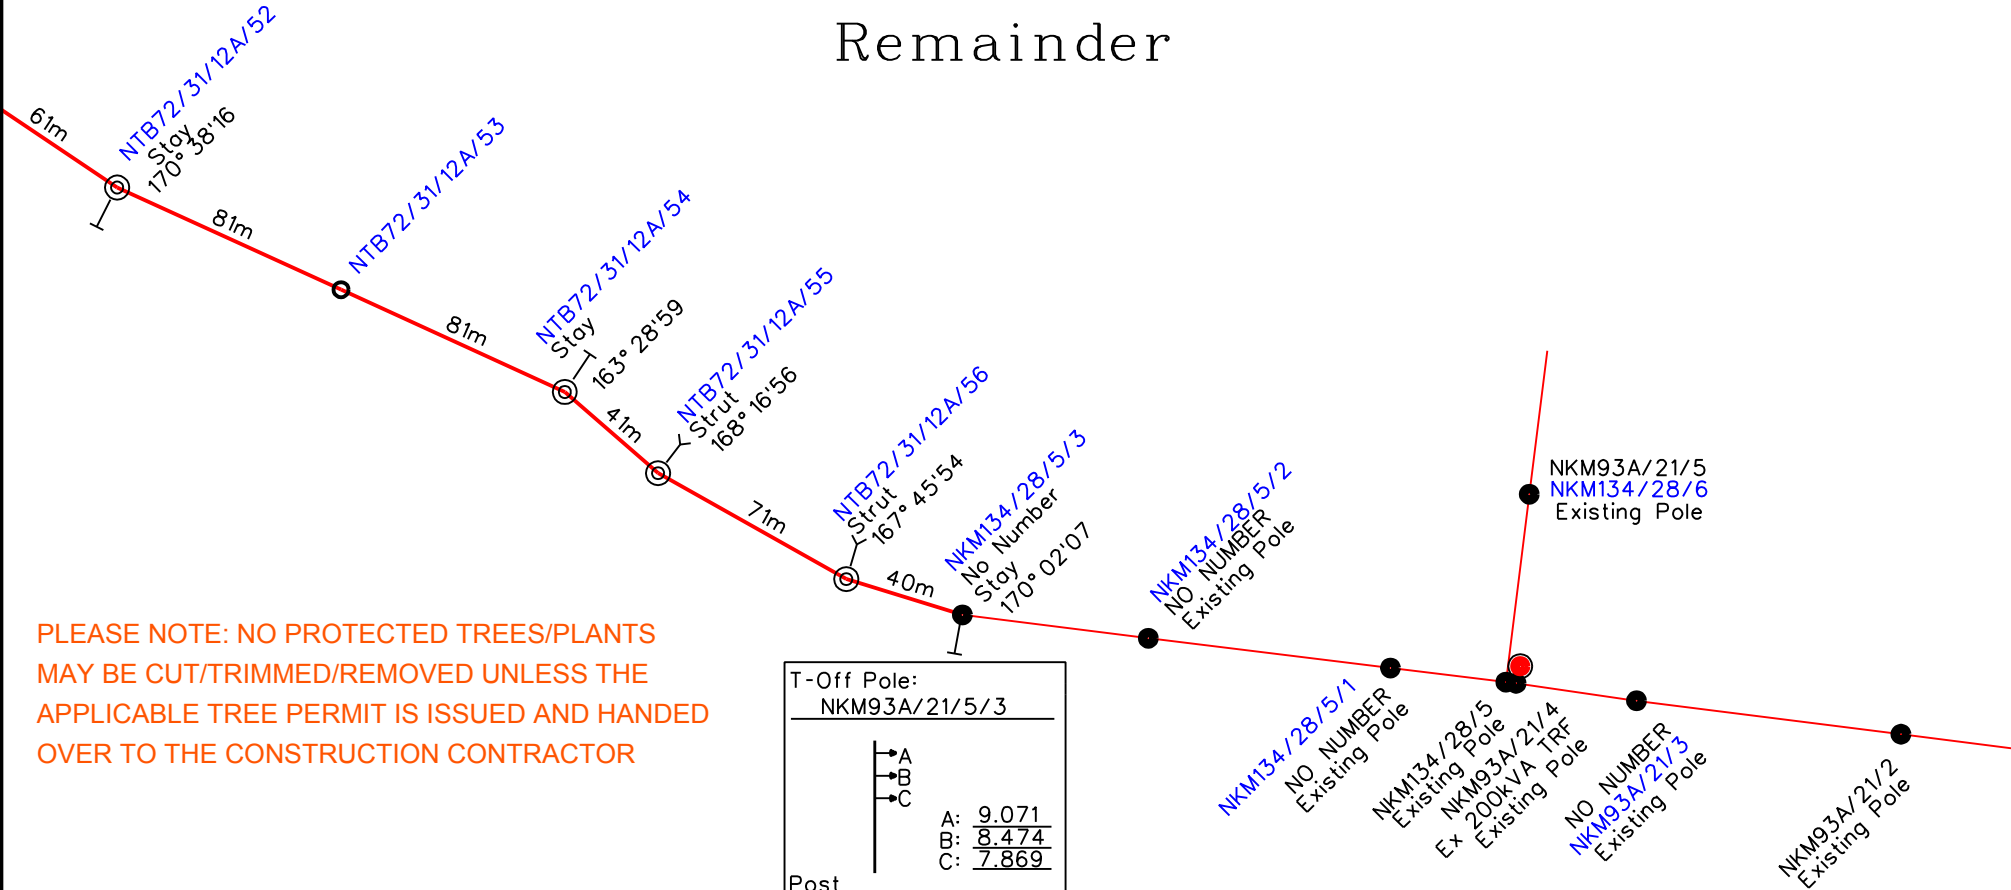 Remainder
61m
NTB72/31/12A/52
Stay
170° 38'16
81m
NTB72/31/12A/53
81m
NTB72/31/12A/54
Stay
163° 28'59
41m
NTB72/31/12A/55
Strut
168° 16'56
71m
NTB72/31/12A/56
Strut
167° 45'54
40m
NKM134/28/5/3
No Number
Stay
170° 02'07
NKM134/28/5/2
NO NUMBER
Existing Pole
NKM93A/21/5
NKM134/28/6
Existing Pole
NKM134/28/5/1
NO NUMBER
Existing Pole
NKM134/28/5
Existing Pole
NKM93A/21/4
Ex 200kVA TRF
Existing Pole
NO NUMBER
NKM93A/21/3
Existing Pole
NKM93A/21/2
Existing Pole
PLEASE NOTE: NO PROTECTED TREES/PLANTS
MAY BE CUT/TRIMMED/REMOVED UNLESS THE
APPLICABLE TREE PERMIT IS ISSUED AND HANDED
OVER TO THE CONSTRUCTION CONTRACTOR
T-Off Pole:
NKM93A/21/5/3
A
B
C
A: 9.071
B: 8.474
C: 7.869
Post